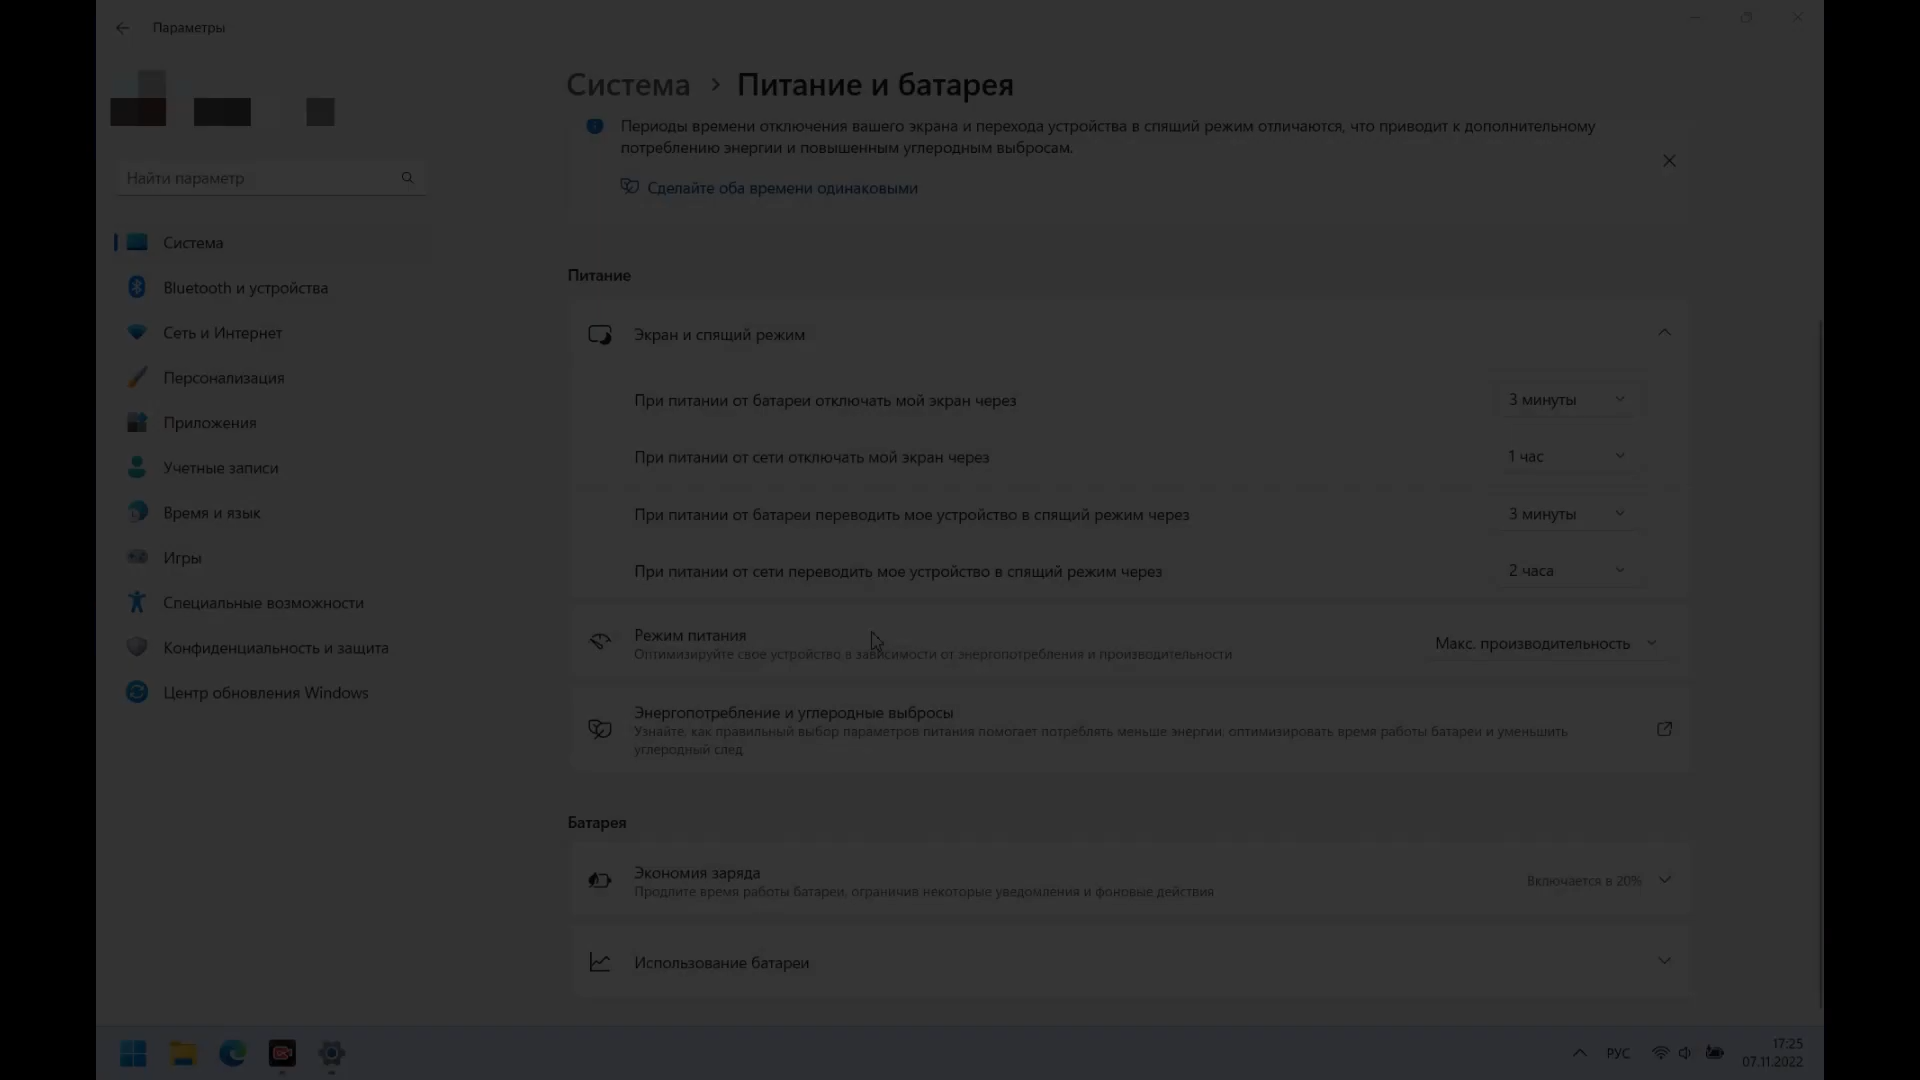 Параметры
Найти параметр
Система
Bluetooth и устройства
Сеть и Интернет
Персонализация
Приложения
Учетные записи
Время и язык
Игры
Специальные возможности
Конфиденциальность и защита
Центр обновления Windows
Система › Питание и батарея
Периоды времени отключения вашего экрана и перехода устройства в спящий режим отличаются, что приводит к дополнительному
потреблению энергии и повышенным углеродным выбросам.
Сделайте оба времени одинаковыми
Питание
Экран и спящий режим
При питании от батареи отключать мой экран через 3 минуты
При питании от сети отключать мой экран через 1 час
При питании от батареи переводить мое устройство в спящий режим через 3 минуты
При питании от сети переводить мое устройство в спящий режим через 2 часа
Режим питания
Оптимизируйте свое устройство в зависимости от энергопотребления и производительности
Макс. производительность
Энергопотребление и углеродные выбросы
Узнайте, как правильный выбор параметров питания помогает потреблять меньше энергии, оптимизировать время работы батареи и уменьшить
углеродный след
Батарея
Экономия заряда
Продлите время работы батареи, ограничив некоторые уведомления и фоновые действия
Включается в 20%
Использование батареи
РУС
17:25
07.11.2022